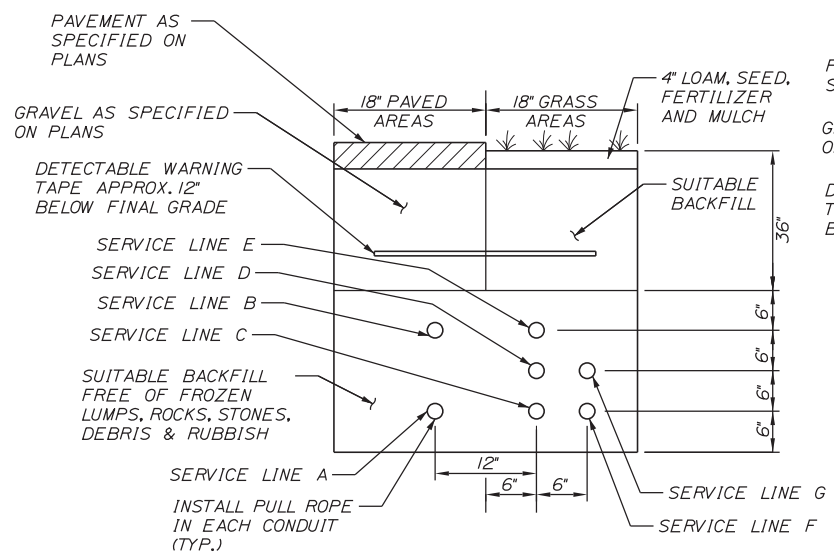 PAVEMENT AS
SPECIFIED ON
PLANS
GRAVEL AS SPECIFIED
ON PLANS
DETECTABLE WARNING
TAPE APPROX. 12"
BELOW FINAL GRADE
SERVICE LINE E
SERVICE LINE D
SERVICE LINE B
SERVICE LINE C
SUITABLE BACKFILL
FREE OF FROZEN
LUMPS, ROCKS, STONES,
DEBRIS & RUBBISH
SERVICE LINE A
INSTALL PULL ROPE
IN EACH CONDUIT
(TYP.)
18" PAVED
AREAS
18" GRASS
AREAS
4" LOAM, SEED,
FERTILIZER
AND MULCH
SUITABLE
BACKFILL
36"
6"
6"
6"
6"
12"
6"
6"
SERVICE LINE G
SERVICE LINE F